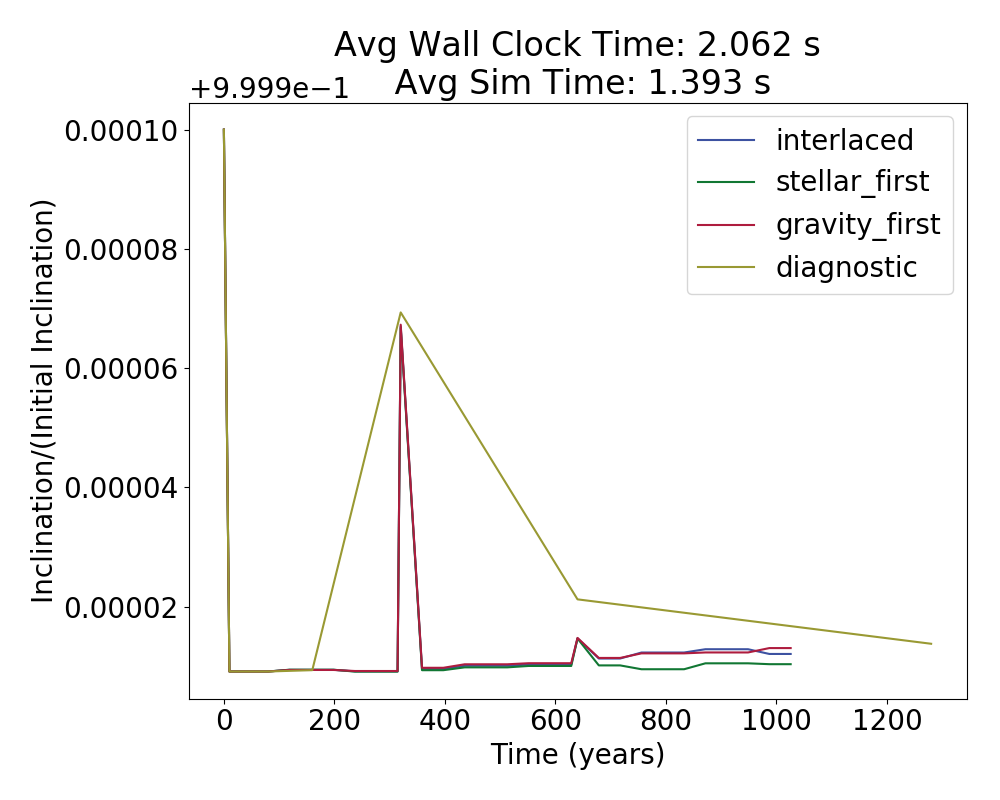 Avg Wall Clock Time: 2.062 s
Avg Sim Time: 1.393 s
+9.999e−1
0.00010
0.00008
0.00006
0.00004
0.00002
Inclination/(Initial Inclination)
interlaced
stellar_first
gravity_first
diagnostic
0
200
400
600
800
1000
1200
Time (years)